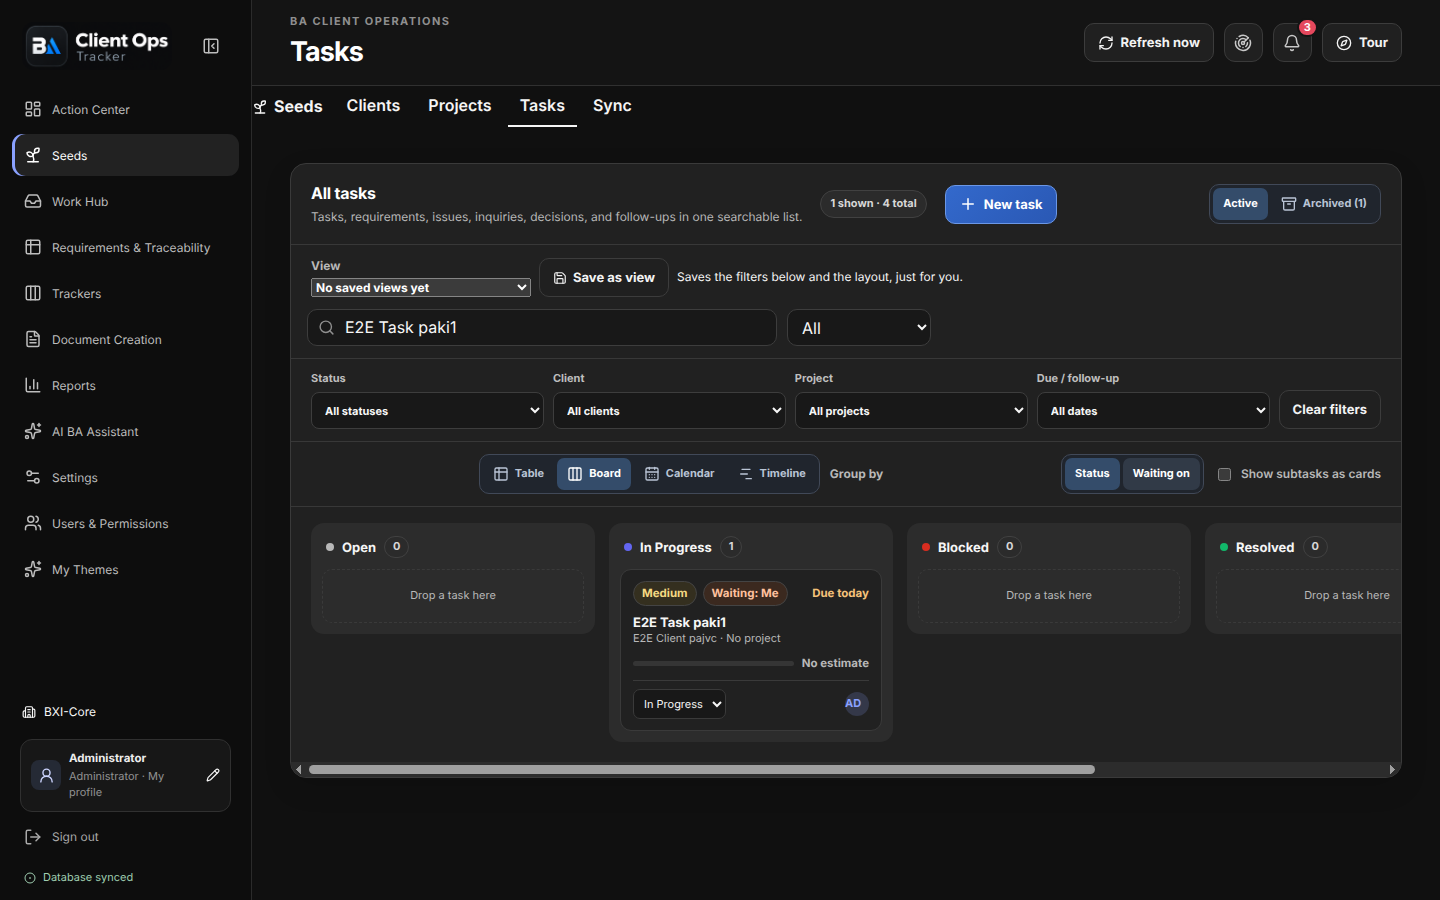 BA Client Ops
Tracker
Action Center
Seeds
Work Hub
Requirements & Traceability
Trackers
Document Creation
Reports
AI BA Assistant
Settings
Users & Permissions
My Themes
BXI-Core
Administrator
Administrator · My
profile
Sign out
Database synced
BA CLIENT OPERATIONS
Tasks
Refresh now
3
Tour
Seeds Clients Projects Tasks Sync
All tasks
Tasks, requirements, issues, inquiries, decisions, and follow-ups in one searchable list.
1 shown · 4 total
New task
Active Archived (1)
View
No saved views yet
Save as view
Saves the filters below and the layout, just for you.
E2E Task paki1
All
Status Client Project Due / follow-up
All statuses All clients All projects All dates Clear filters
Table Board Calendar Timeline Group by Status Waiting on Show subtasks as cards
Open 0
Drop a task here
In Progress 1
Medium Waiting: Me Due today
E2E Task paki1
E2E Client pajvc · No project
No estimate
In Progress AD
Blocked 0
Drop a task here
Resolved 0
Drop a task here